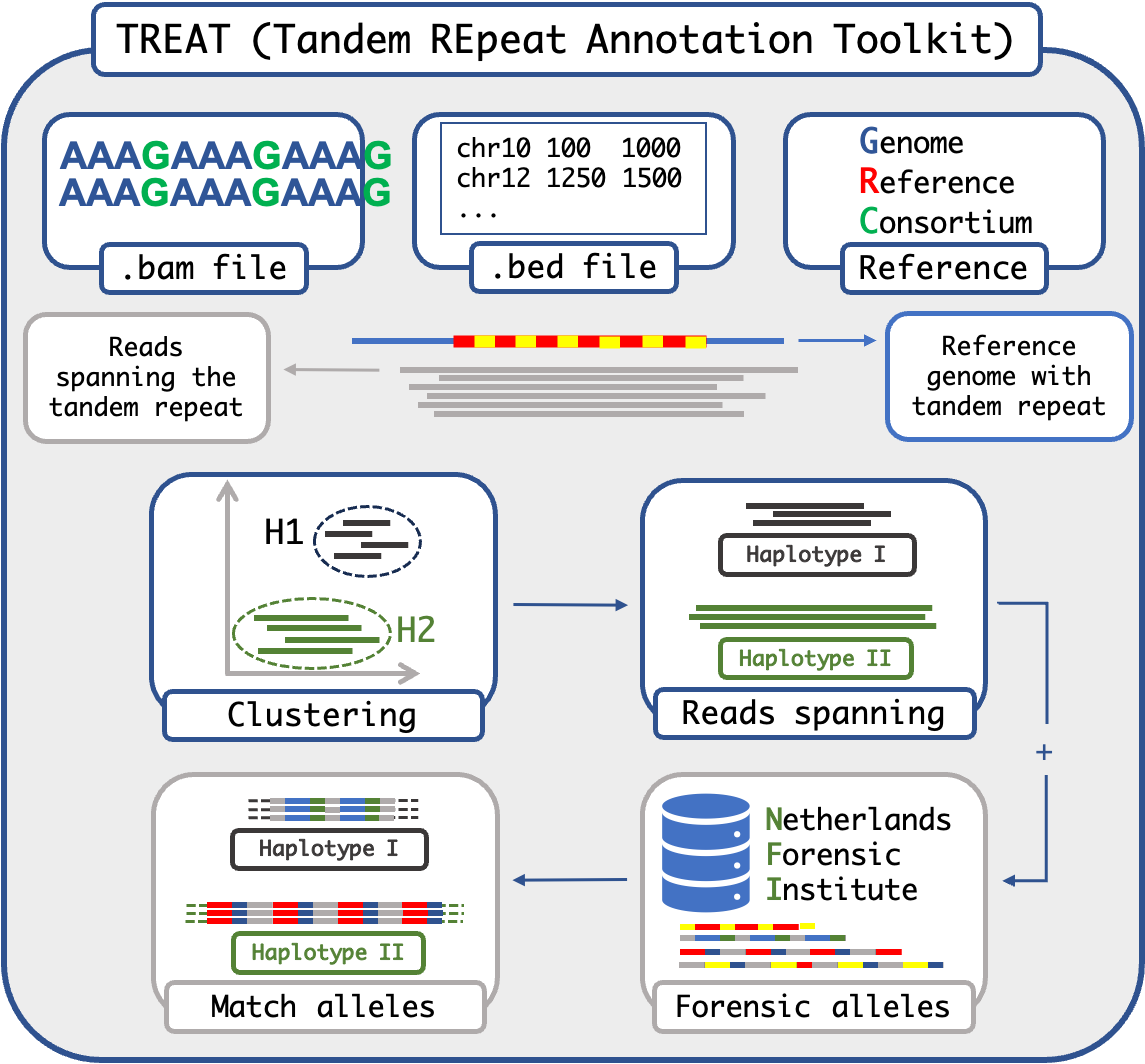 TREAT (Tandem REpeat Annotation Toolkit)
AAAGAAAGAAAG
AAAGAAAGAAAG
.bam file
chr10 100 1000
chr12 1250 1500
...
.bed file
Genome
Reference
Consortium
Reference
Reads
spanning the
tandem repeat
Reference
genome with
tandem repeat
H1
H2
Clustering
Haplotype I
Haplotype II
Reads spanning
+
Haplotype I
Haplotype II
Match alleles
Netherlands
Forensic
Institute
Forensic alleles